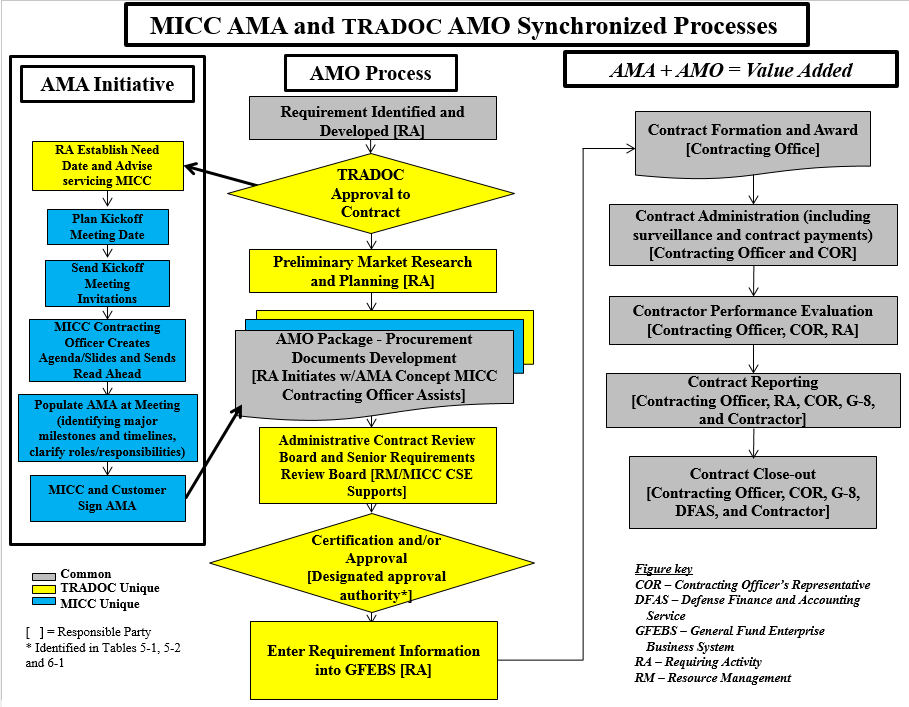 MICC AMA and TRADOC AMO Synchronized Processes
AMA Initiative
RA Establish Need
Date and Advise
servicing MICC
Plan Kickoff
Meeting Date
Send Kickoff
Meeting
Invitations
MICC Contracting
Officer Creates
Agenda/Slides and Sends
Read Ahead
Populate AMA at Meeting
(identifying major
milestones and timelines,
clarify roles/responsibilities)
MICC and Customer
Sign AMA
AMO Process
Requirement Identified and
Developed [RA]
TRADOC
Approval to
Contract
Preliminary Market Research
and Planning [RA]
AMO Package - Procurement
Documents Development
[RA Initiates w/AMA Concept MICC
Contracting Officer Assists]
Administrative Contract Review
Board and Senior Requirements
Review Board [RM/MICC CSE
Supports]
Certification and/or
Approval
[Designated approval
authority*]
Enter Requirement Information
into GFEBS [RA]
AMA + AMO = Value Added
Contract Formation and Award
[Contracting Office]
Contract Administration (including
surveillance and contract payments)
[Contracting Officer and COR]
Contractor Performance Evaluation
[Contracting Officer, COR, RA]
Contract Reporting
[Contracting Officer, RA, COR, G-8,
and Contractor]
Contract Close-out
[Contracting Officer, COR, G-8,
DFAS, and Contractor]
Common
TRADOC Unique
MICC Unique
[ ] = Responsible Party
* Identified in Tables 5-1, 5-2
and 6-1
Figure key
COR – Contracting Officer's Representative
DFAS – Defense Finance and Accounting
Service
GFEBS – General Fund Enterprise
Business System
RA – Requiring Activity
RM – Resource Management